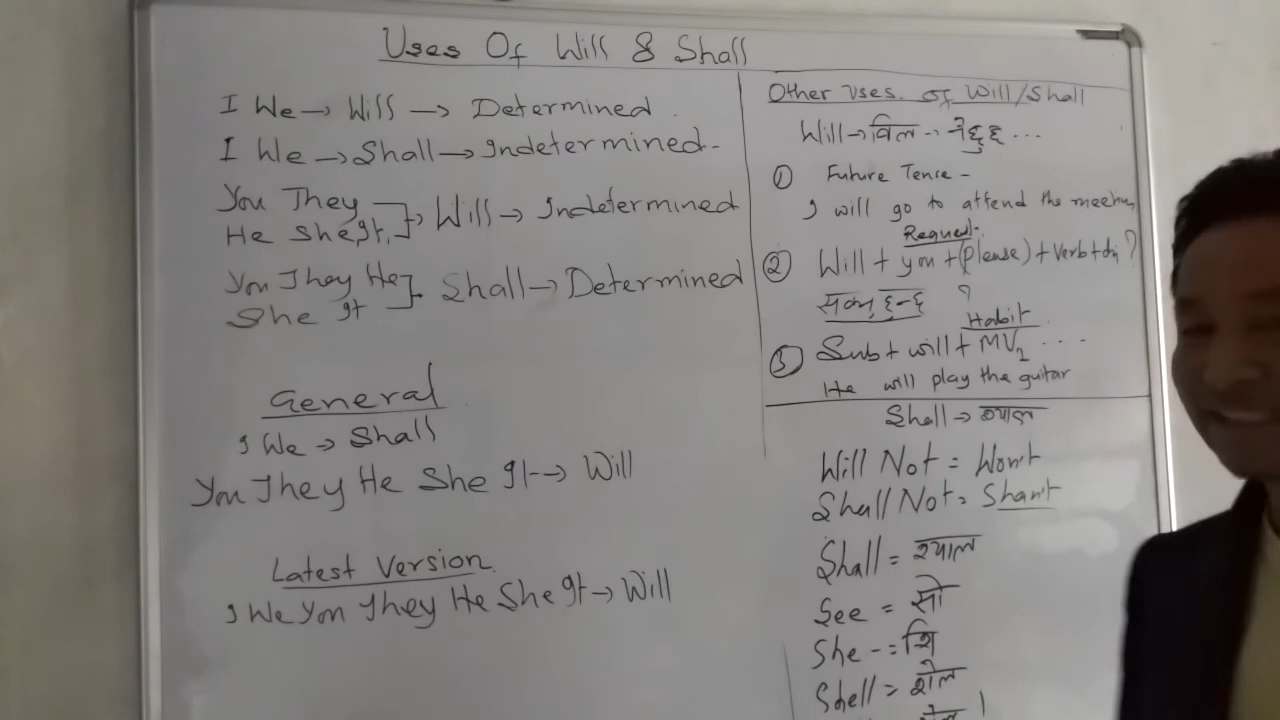 Uses Of Will & Shall
I We → Will → Determined.
I We → Shall → Indetermined-
You They
He She It → Will → Indetermined
You They He
She It Shall → Determined
General
I We → Shall
You They He She It → Will
Latest Version
I We You They He She It → Will
Other uses. of Will/Shall
Will → विल →
① Future Tence -
I will go to attend the meeting
Request-
② Will + you + (please) + verb +
?
Habit
③ Sub + will + MV1 ....
He will play the guitar
Shall →
Will Not = Won't
Shall Not = Shan't
Shall = श्याल
See = सी
She -= शि
Shell = शेल